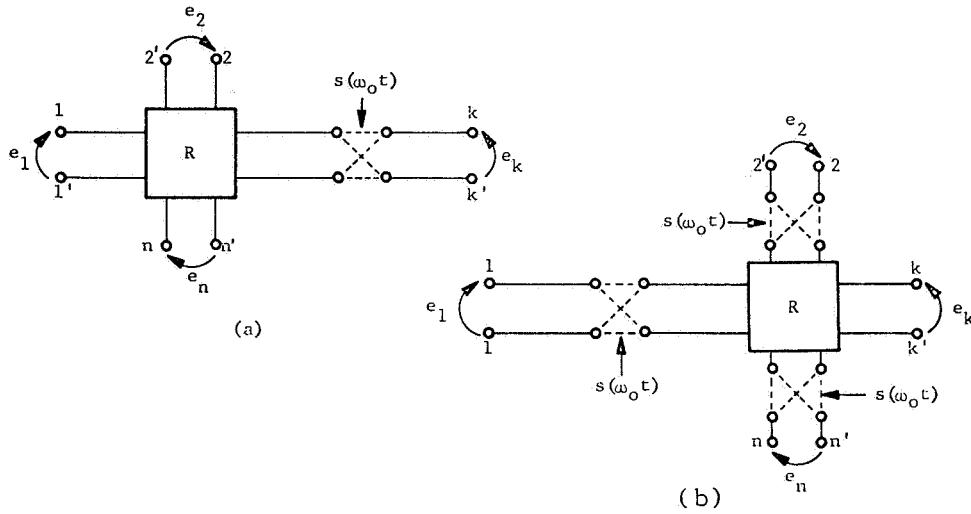 e2
2' 2
s(ωot)
1 k
e1 R ek
1' k'
n n'
en
(a)
e2
2' 2
s(ωot)
1 k
e1 R ek
1 k'
s(ωot)
s(ωot)
n n'
en
(b)